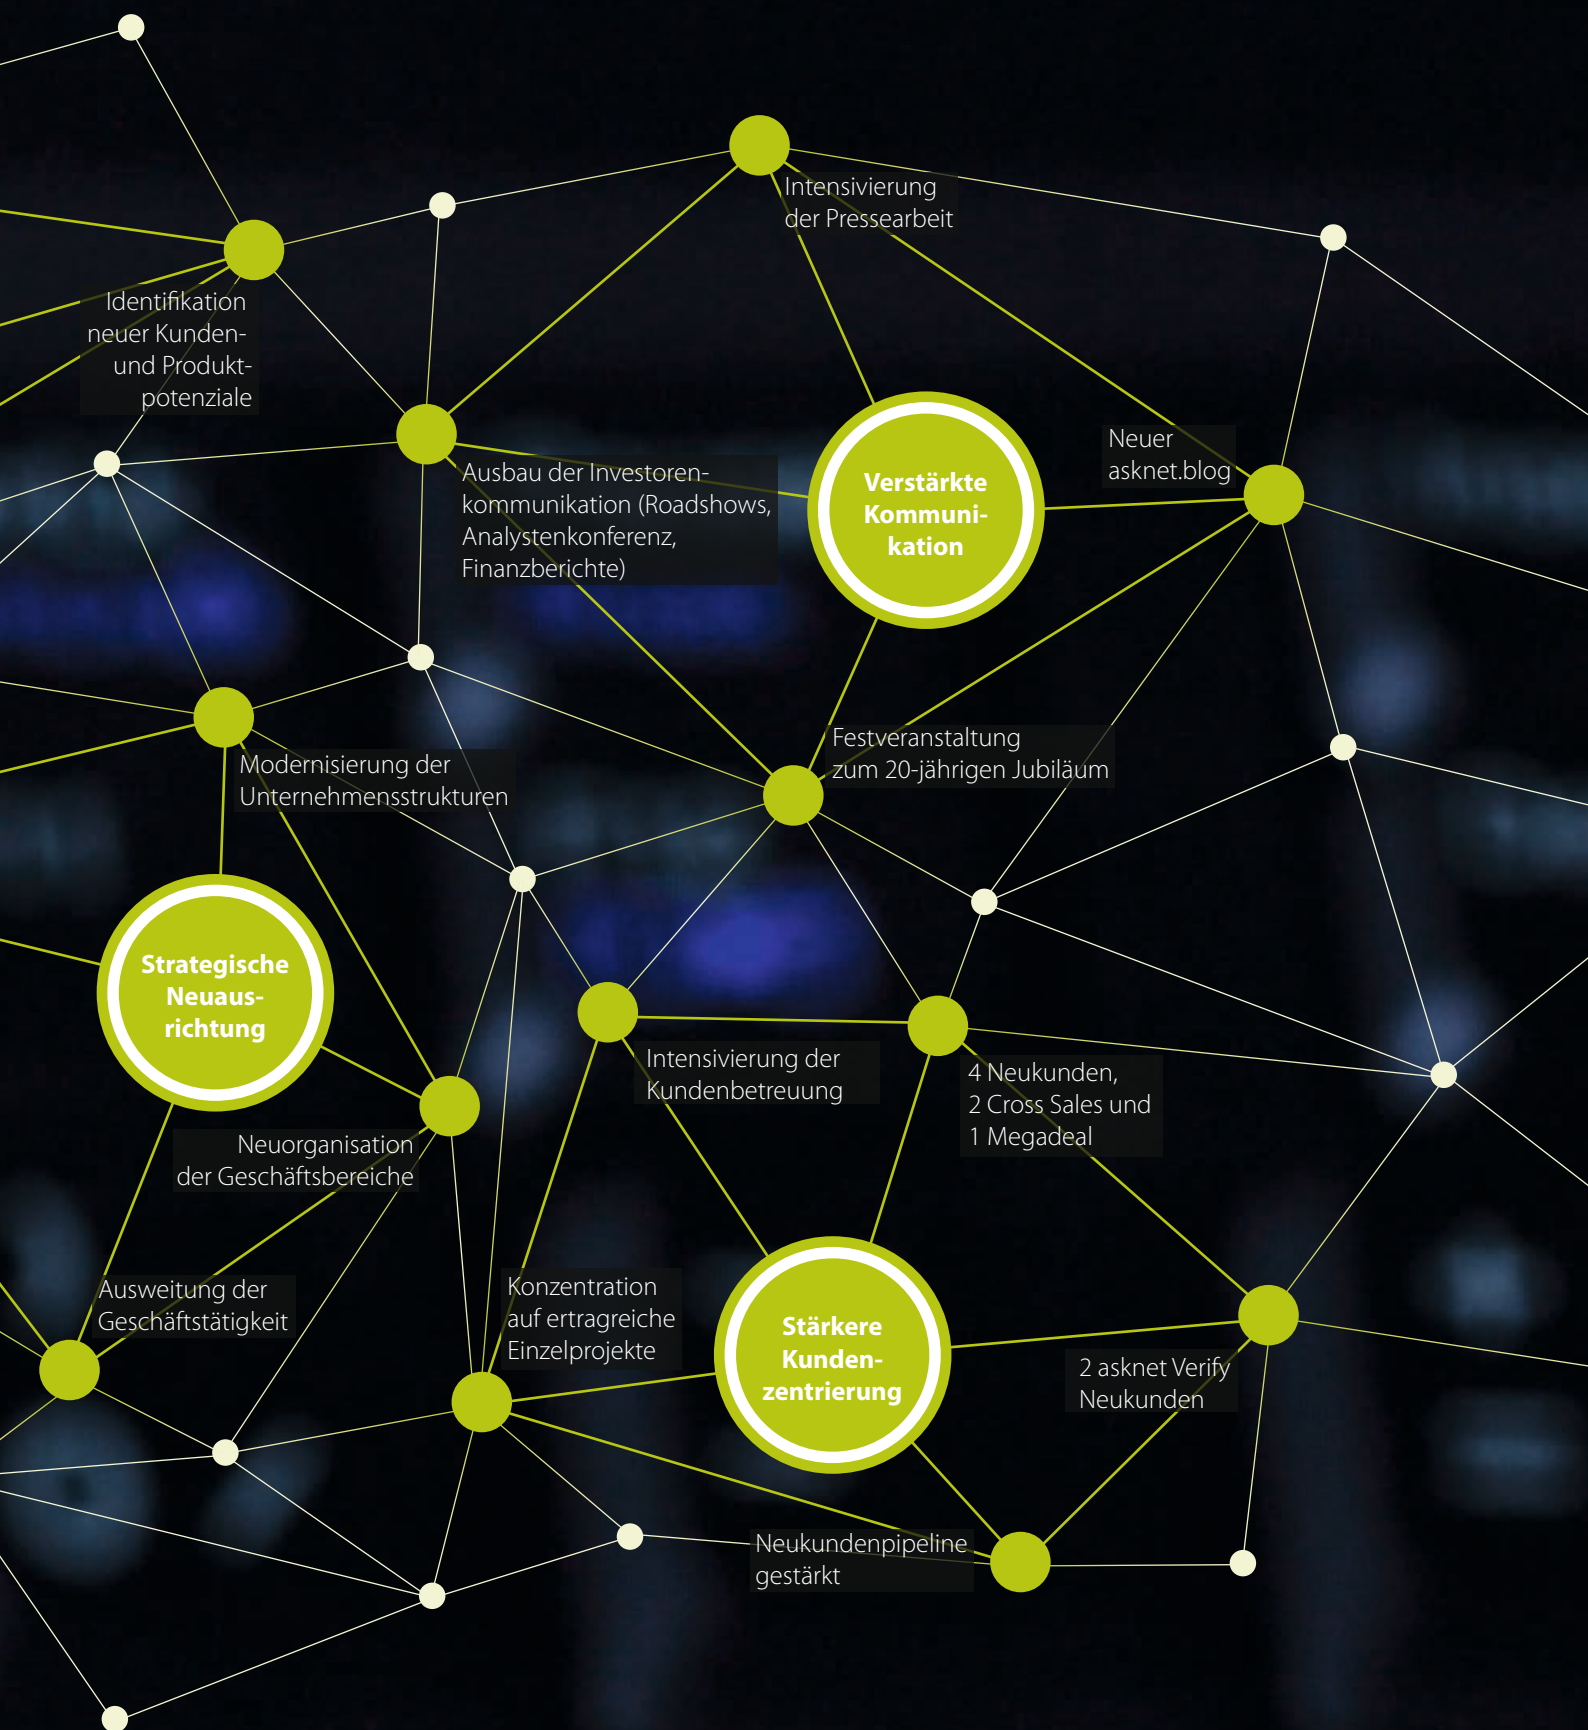 Intensivierung
der Pressearbeit
Identifikation
neuer Kunden-
und Produkt-
potenziale
Neuer
asknet.blog
Ausbau der Investoren-
kommunikation (Roadshows,
Analystenkonferenz,
Finanzberichte)
Verstärkte
Kommuni-
kation
Festveranstaltung
zum 20-jährigen Jubiläum
Modernisierung der
Unternehmensstrukturen
Strategische
Neuaus-
richtung
Intensivierung der
Kundenbetreuung
4 Neukunden,
2 Cross Sales und
1 Megadeal
Neuorganisation
der Geschäftsbereiche
Ausweitung der
Geschäftstätigkeit
Konzentration
auf ertragreiche
Einzelprojekte
Stärkere
Kunden-
zentrierung
2 asknet Verify
Neukunden
Neukundenpipeline
gestärkt